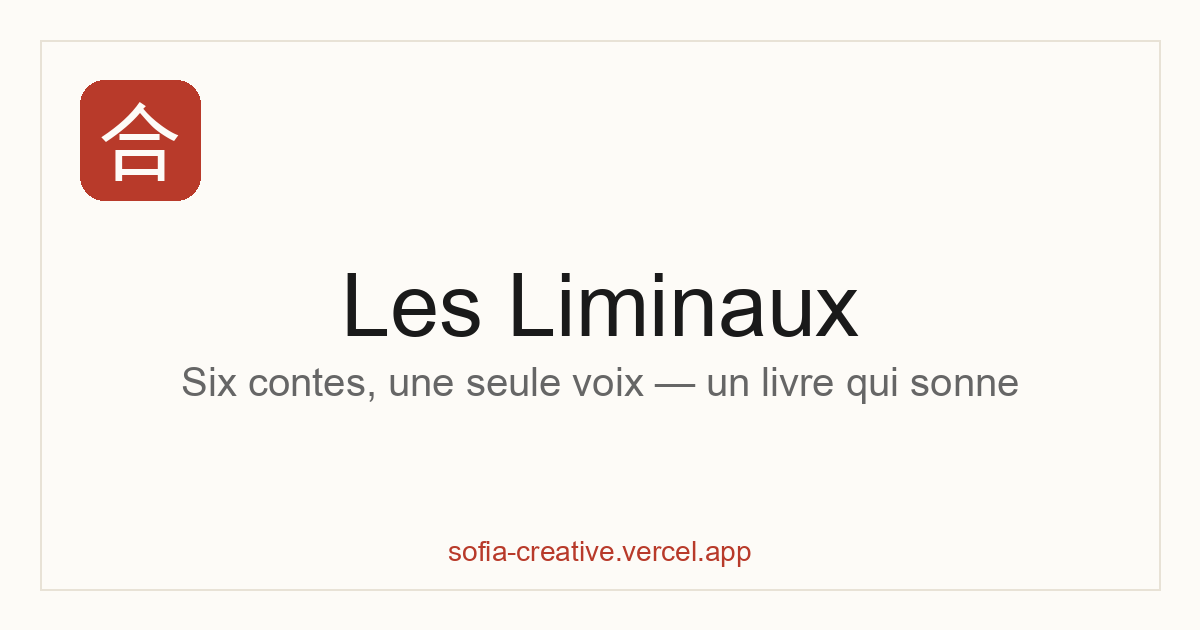 合
Les Liminaux
Six contes, une seule voix — un livre qui sonne
sofia-creative.vercel.app